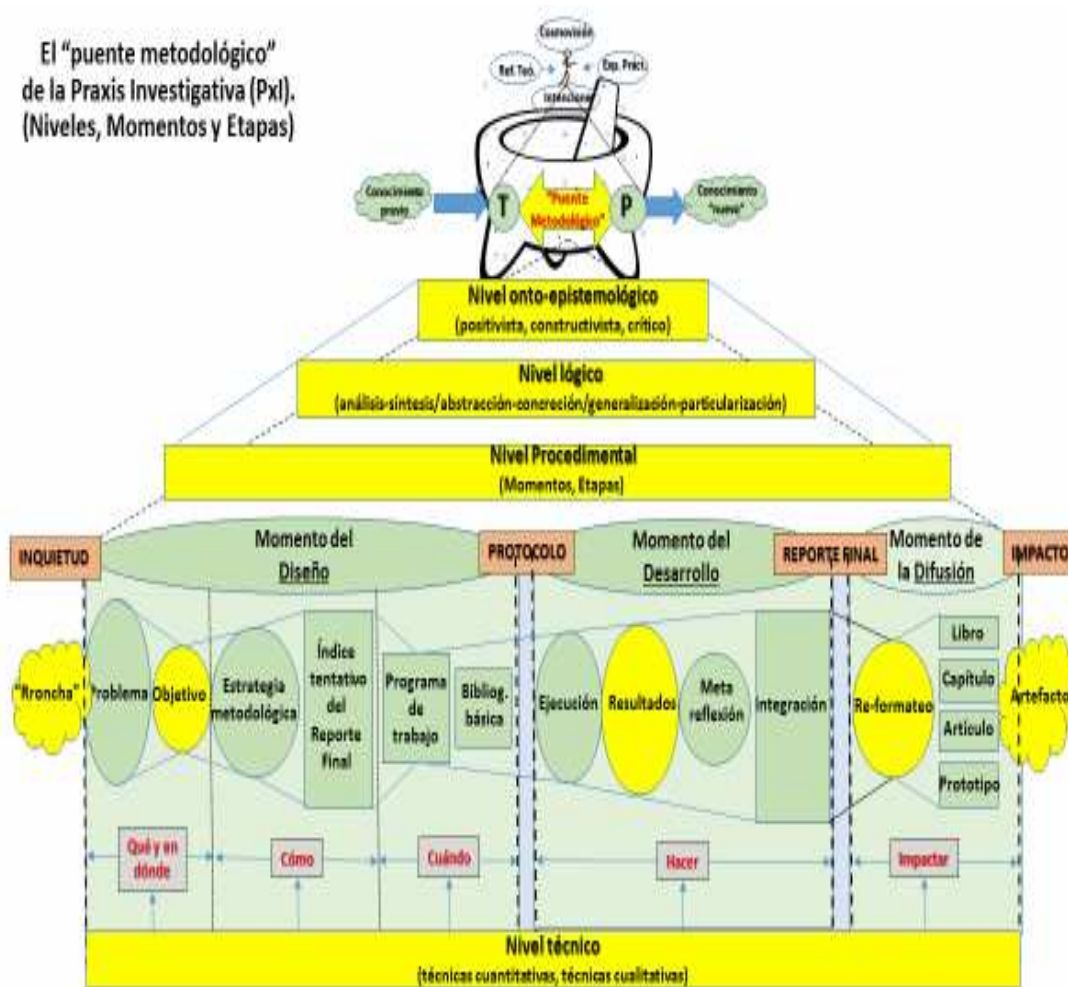 El "puente metodológico"
de la Praxis Investigativa (PxI).
(Niveles, Momentos y Etapas)
Cosmovisión
Ref. Teó.
Exp. Práct.
Intenciones
Conocimiento
previo
T
"Puente
Metodológico"
P
Conocimiento
"nuevo"
Nivel onto-epistemológico
(positivista, constructivista, crítico)
Nivel lógico
(análisis-síntesis/abstracción-concreción/generalización-particularización)
Nivel Procedimental
(Momentos, Etapas)
INQUIETUD
Momento del
Diseño
PROTOCOLO
Momento del
Desarrollo
REPORTE FINAL
Momento de
la Difusión
IMPACTO
"Rroncha"
Problema
Objetivo
Estrategia
metodológica
Índice
tentativo
del
Reporte
Final
Programa
de
trabajo
Bibliog.
básica
Ejecución
Resultados
Meta
reflexión
Integración
Re-formateo
Libro
Capítulo
Artículo
Prototipo
Artefacto
Qué y en
dónde
Cómo
Cuándo
Hacer
Impactar
Nivel técnico
(técnicas cuantitativas, técnicas cualitativas)